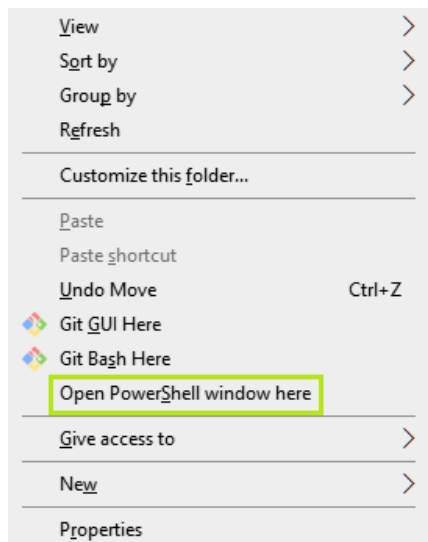 View
Sort by
Group by
Refresh
Customize this folder...
Paste
Paste shortcut
Undo Move Ctrl+Z
Git GUI Here
Git Bash Here
Open PowerShell window here
Give access to
New
Properties